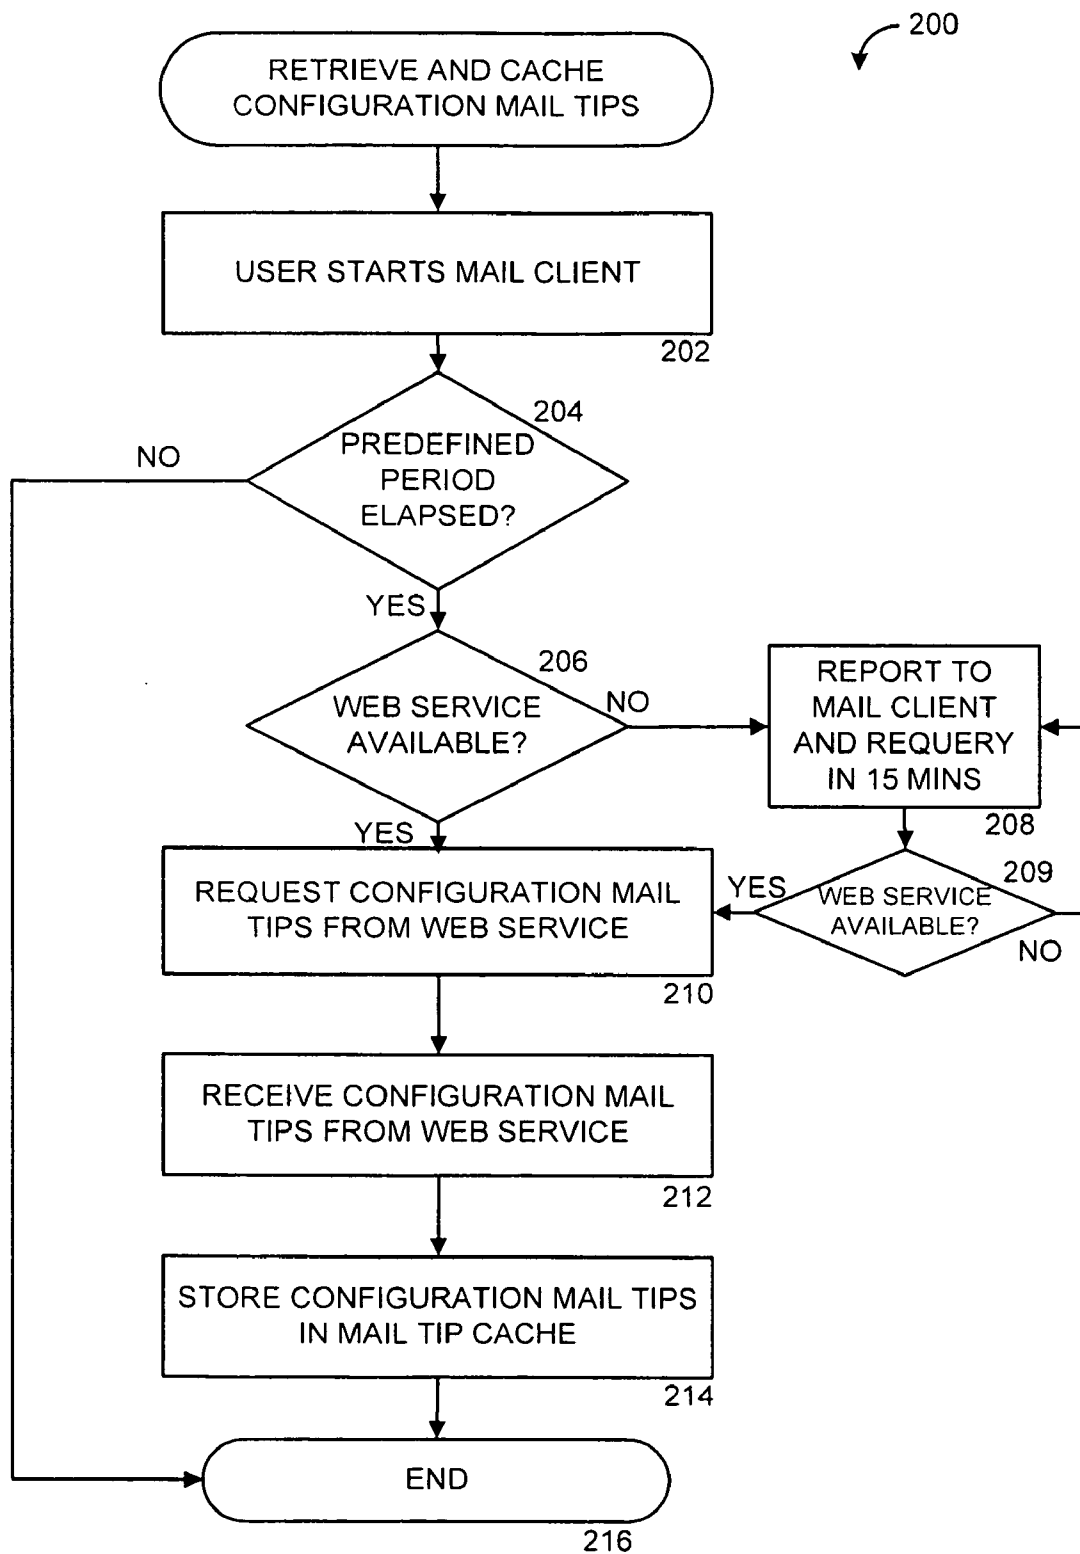 200
RETRIEVE AND CACHE
CONFIGURATION MAIL TIPS
USER STARTS MAIL CLIENT
202
204
PREDEFINED
PERIOD
ELAPSED?
NO
YES
206
WEB SERVICE
AVAILABLE?
NO
YES
REPORT TO
MAIL CLIENT
AND REQUERY
IN 15 MINS
208
209
WEB SERVICE
AVAILABLE?
YES
NO
REQUEST CONFIGURATION MAIL
TIPS FROM WEB SERVICE
210
RECEIVE CONFIGURATION MAIL
TIPS FROM WEB SERVICE
212
STORE CONFIGURATION MAIL TIPS
IN MAIL TIP CACHE
214
END
216